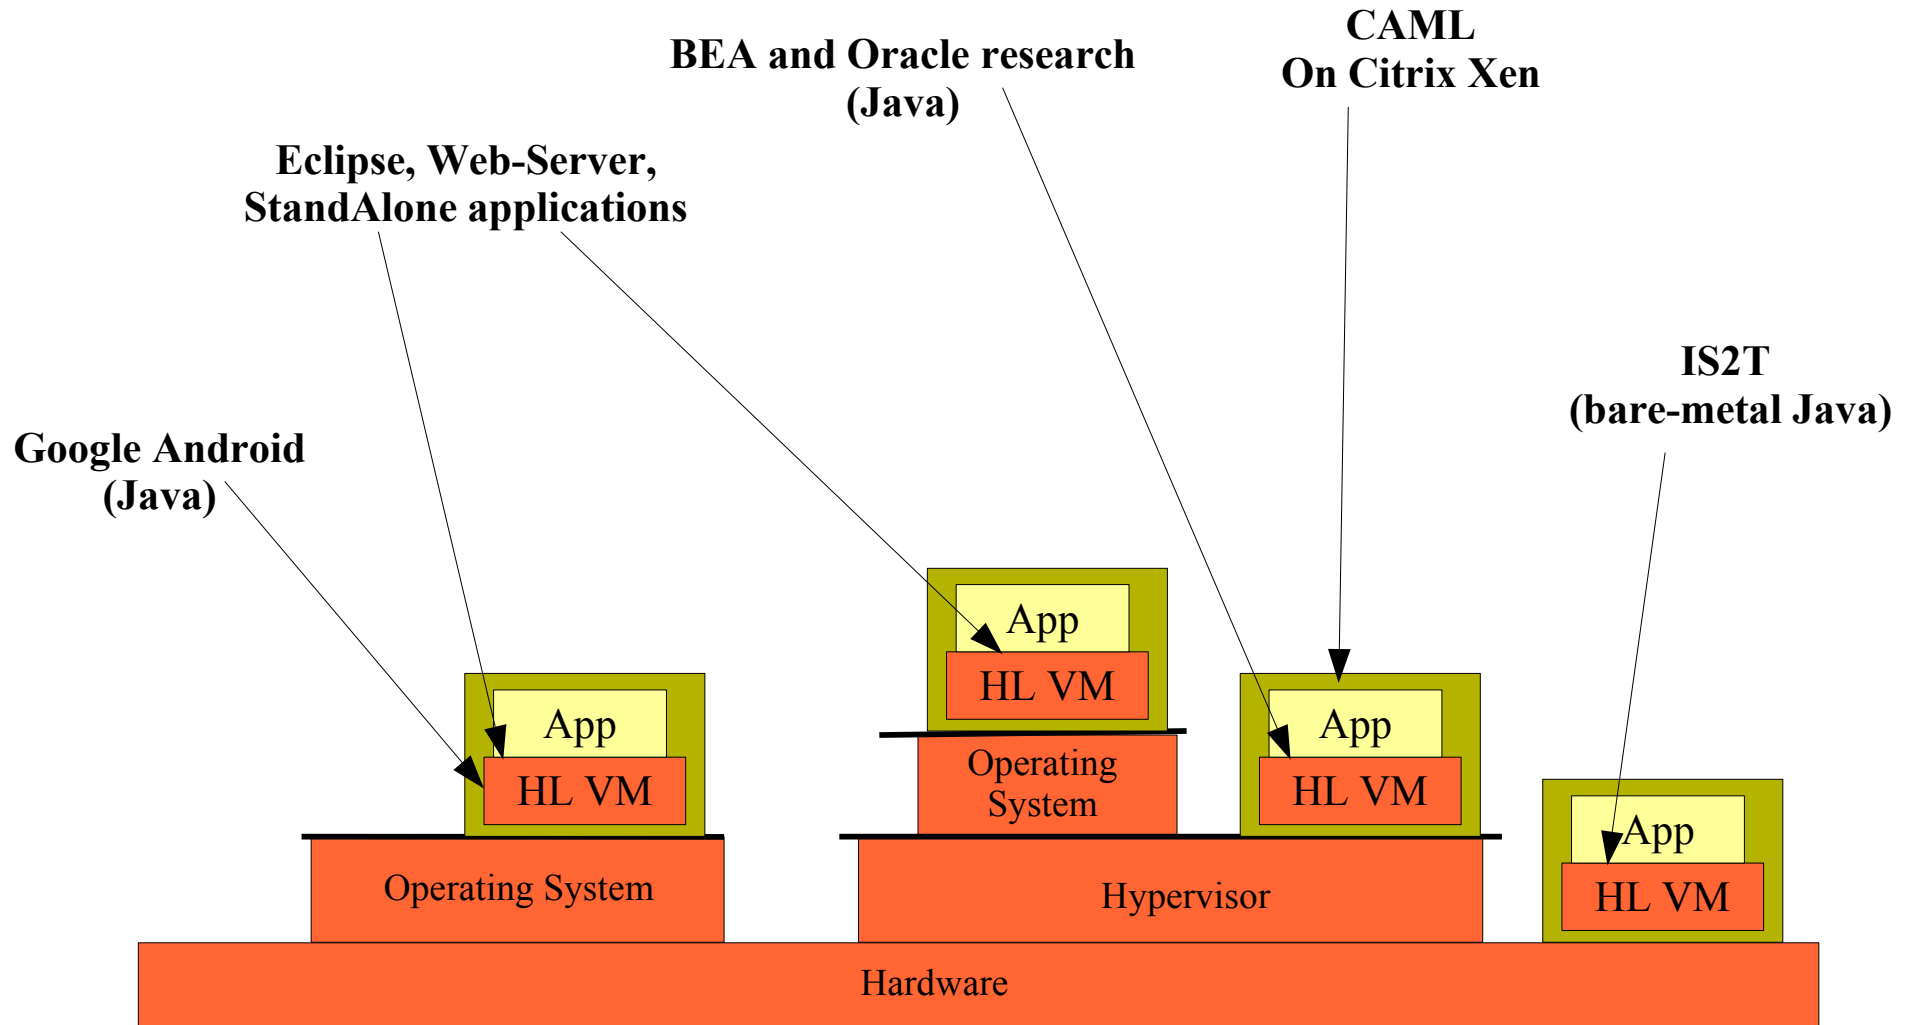 CAML
On Citrix Xen
BEA and Oracle research
(Java)
Eclipse, Web-Server,
StandAlone applications
IS2T
(bare-metal Java)
Google Android
(Java)
App
HL VM
Operating
System
App
HL VM
Operating System
App
HL VM
Hypervisor
App
HL VM
Hardware